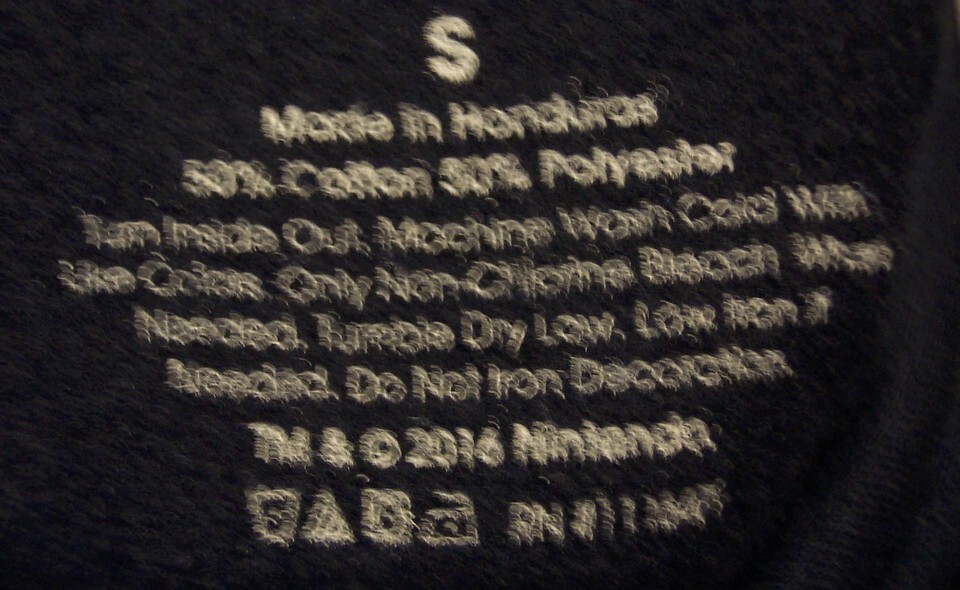 S
Made in Honduras
50% Cotton 50% Polyester
Turn Inside Out. Machine Wash Cold With
Like Colors. Only Non-Chlorine Bleach When
Needed. Tumble Dry Low. Low Iron if
Needed. Do Not Iron Decoration.
TM & © 2016 Nintendo.
RN #